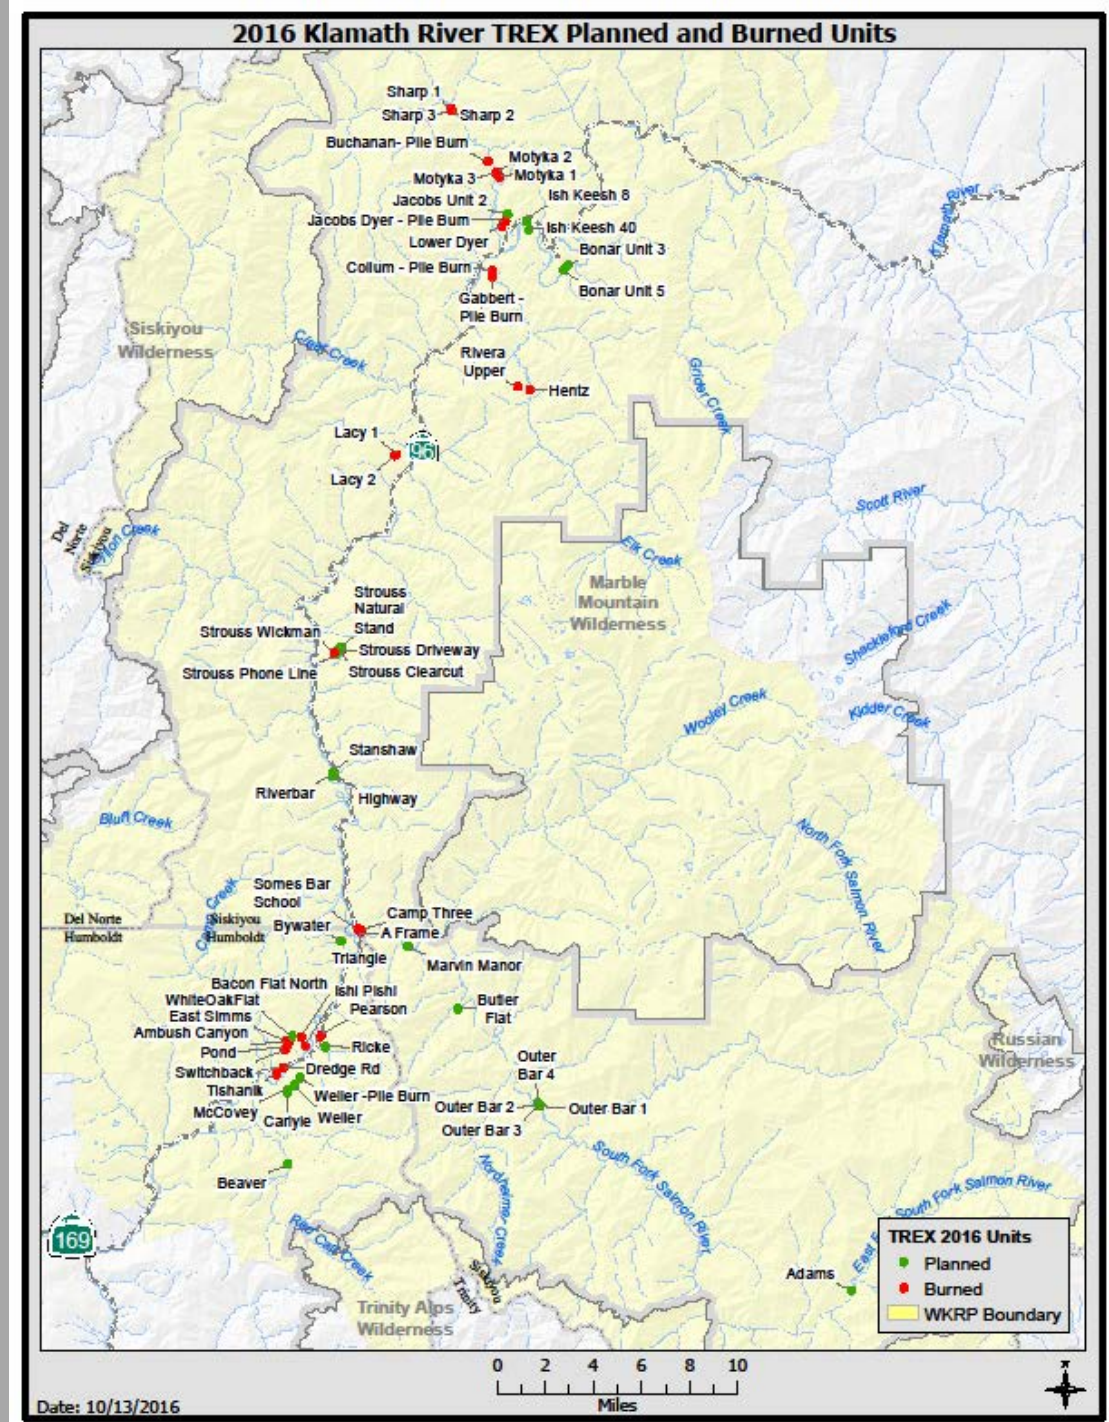 2016 Klamath River TREX Planned and Burned Units
Sharp 1
Sharp 3
Sharp 2
Buchanan- Pile Burn
Motyka 2
Motyka 3
Motyka 1
Ish Keesh 8
Jacobs Unit 2
Jacobs Dyer - Pile Burn
Ish Keesh 40
Lower Dyer
Bonar Unit 3
Collum - Pile Burn
Bonar Unit 5
Gabbert -
Pile Burn
Klamath River
Siskiyou
Wilderness
Clear Creek
Rivera
Upper
Hentz
Grider Creek
Lacy 1
96
Lacy 2
Scott River
Del Norte
Siskiyou
Creek
Elk Creek
Marble
Mountain
Wilderness
Strouss
Natural
Stand
Strouss Wickman
Strouss Driveway
Strouss Phone Line
Strouss Clearcut
Shackleford Creek
Kidder Creek
Wooley Creek
Stanshaw
Riverbar
Highway
Bluff Creek
North Fork Salmon River
Somes Bar
School
Creek
Camp Three
Del Norte
Siskiyou
Bywater
A Frame
Humboldt
Humboldt
Triangle
Marvin Manor
Bacon Flat North
Ishi Pishi
WhiteOakFlat
Pearson
Butler
Flat
East Simms
Ambush Canyon
Pond
Ricke
Russian
Wilderness
Switchback
Dredge Rd
Outer
Bar 4
Tishanik
Weller -Pile Burn
McCovey
Carlyle
Weller
Outer Bar 2
Outer Bar 1
Outer Bar 3
Beaver
Nordheimer Creek
South Fork Salmon River
South Fork Salmon River
East F
169
Red Cap Creek
Siskiyou
Trinity
Trinity Alps
Wilderness
Adams
TREX 2016 Units
Planned
Burned
WKRP Boundary
0 2 4 6 8 10
Miles
Date: 10/13/2016